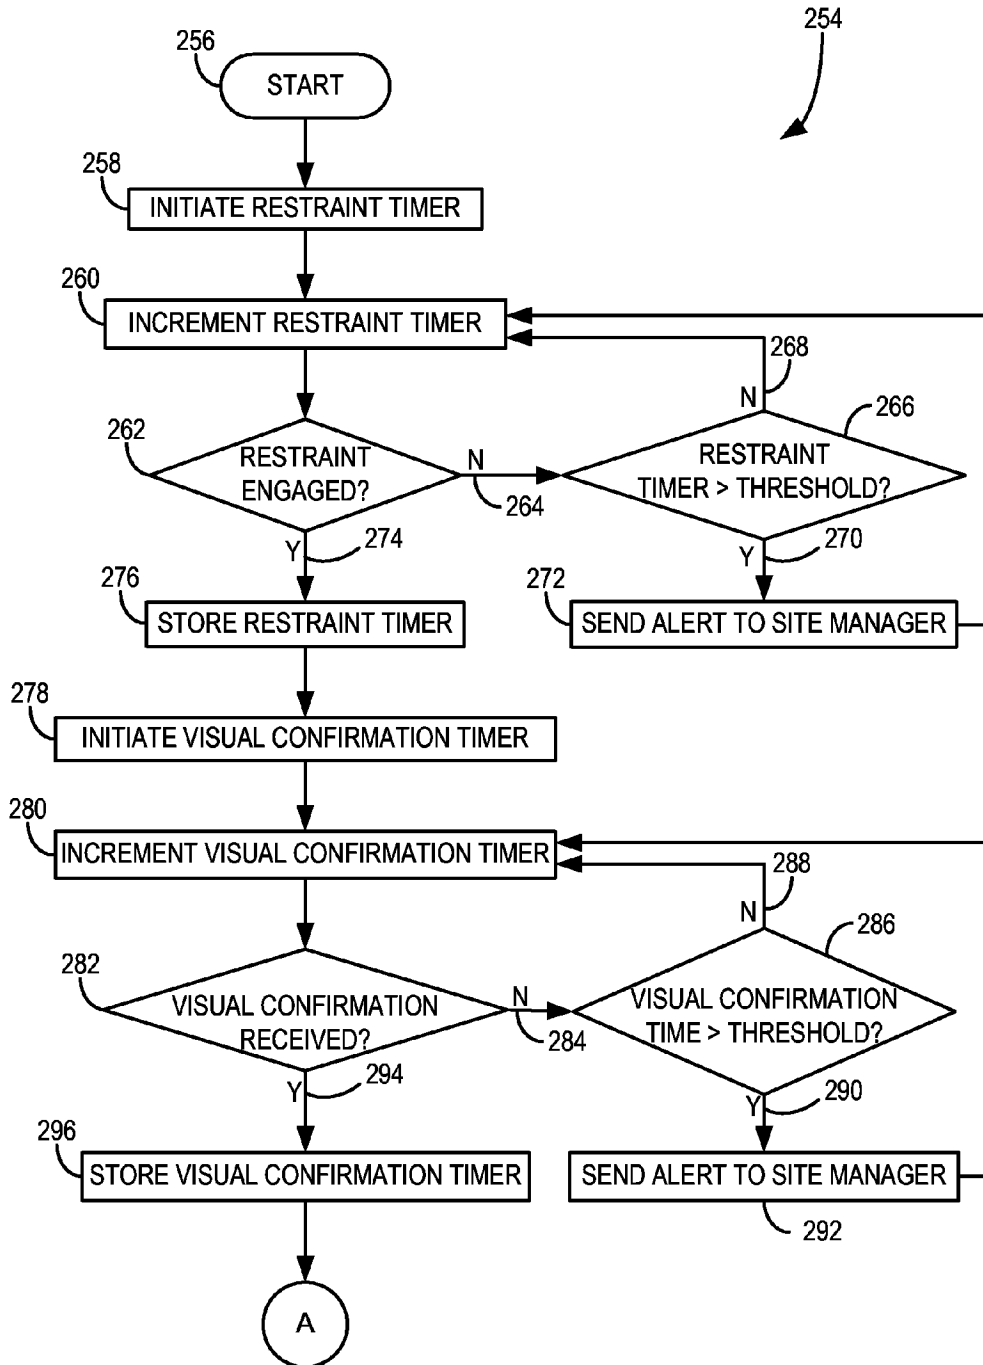 254
256
START
258
INITIATE RESTRAINT TIMER
260
INCREMENT RESTRAINT TIMER
268
N
262
RESTRAINT
ENGAGED?
N
264
266
RESTRAINT
TIMER > THRESHOLD?
Y
274
Y
270
276
STORE RESTRAINT TIMER
272
SEND ALERT TO SITE MANAGER
278
INITIATE VISUAL CONFIRMATION TIMER
280
INCREMENT VISUAL CONFIRMATION TIMER
288
N
282
VISUAL CONFIRMATION
RECEIVED?
N
284
286
VISUAL CONFIRMATION
TIME > THRESHOLD?
Y
294
Y
290
296
STORE VISUAL CONFIRMATION TIMER
SEND ALERT TO SITE MANAGER
292
A